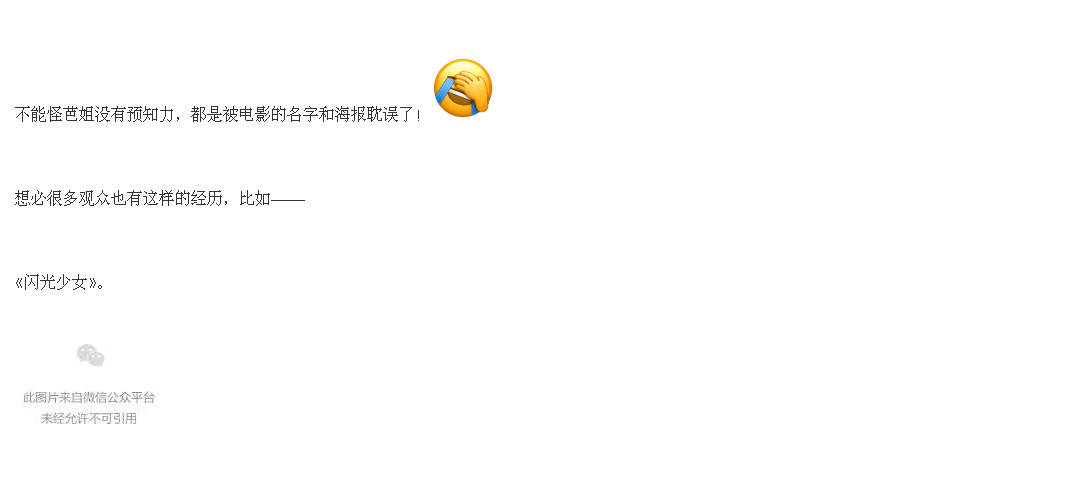 不能怪芭姐没有预知力，都是被电影的名字和海报耽误了！
想必很多观众也有这样的经历，比如——
《闪光少女》。
此图片来自微信公众平台
未经允许不可引用